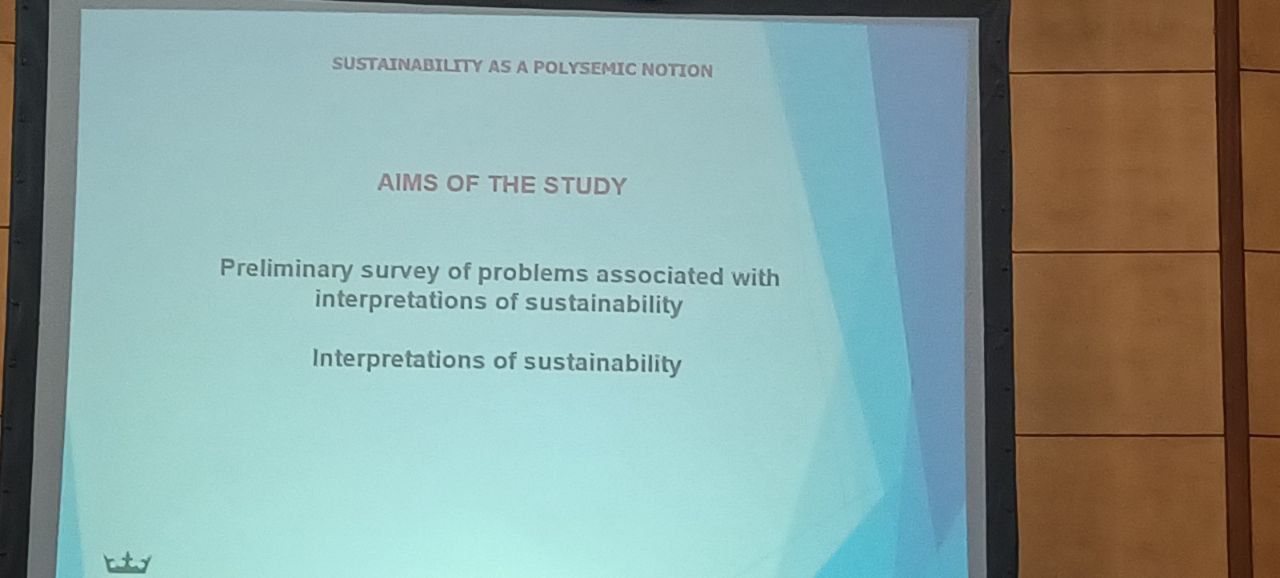 SUSTAINABILITY AS A POLYSEMIC NOTION
AIMS OF THE STUDY
Preliminary survey of problems associated with
interpretations of sustainability
Interpretations of sustainability